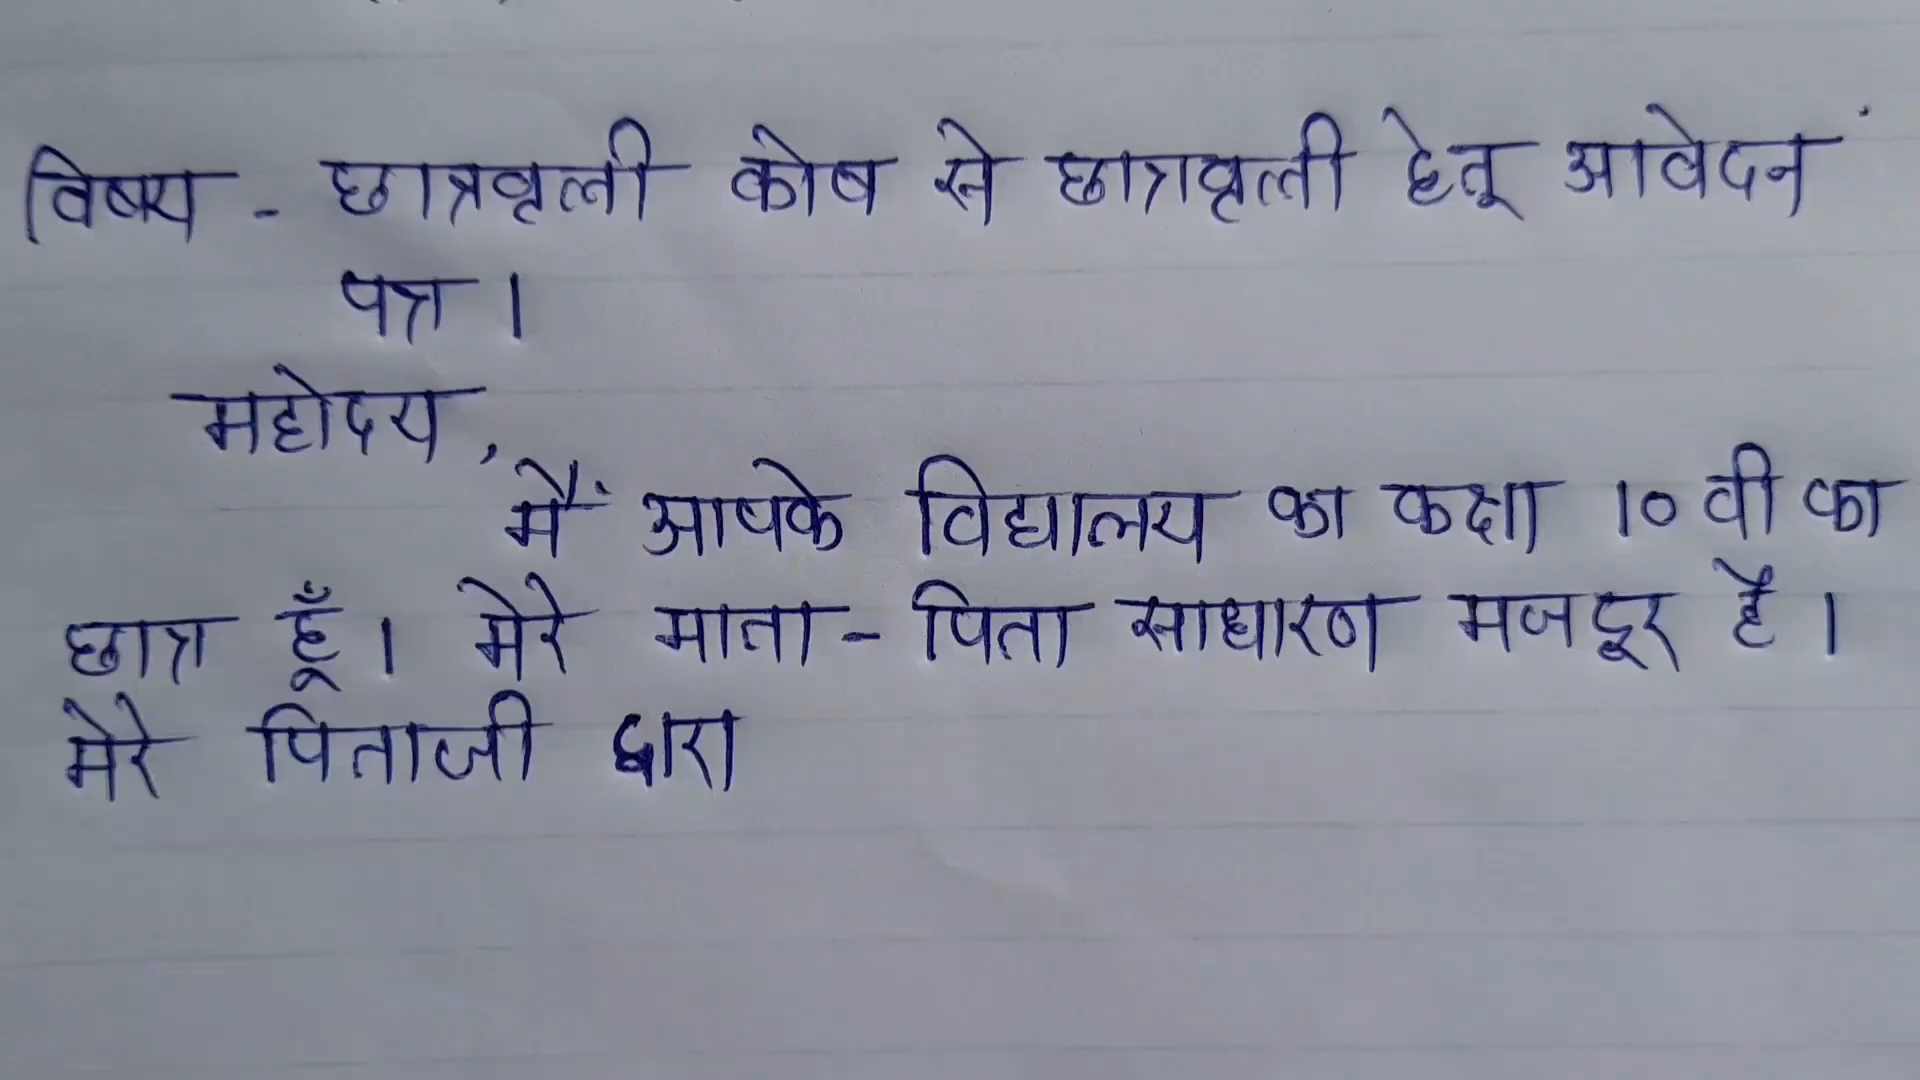 विषय - छात्रवृत्ती कोष से छात्रवृत्ती हेतू आवेदन
पत्र ।
महोदय ,
मैं आपके विद्यालय का कक्षा 10 वी का
छात्र हूँ । मेरे माता - पिता साधारण मजदूर है ।
मेरे पिताजी द्वारा